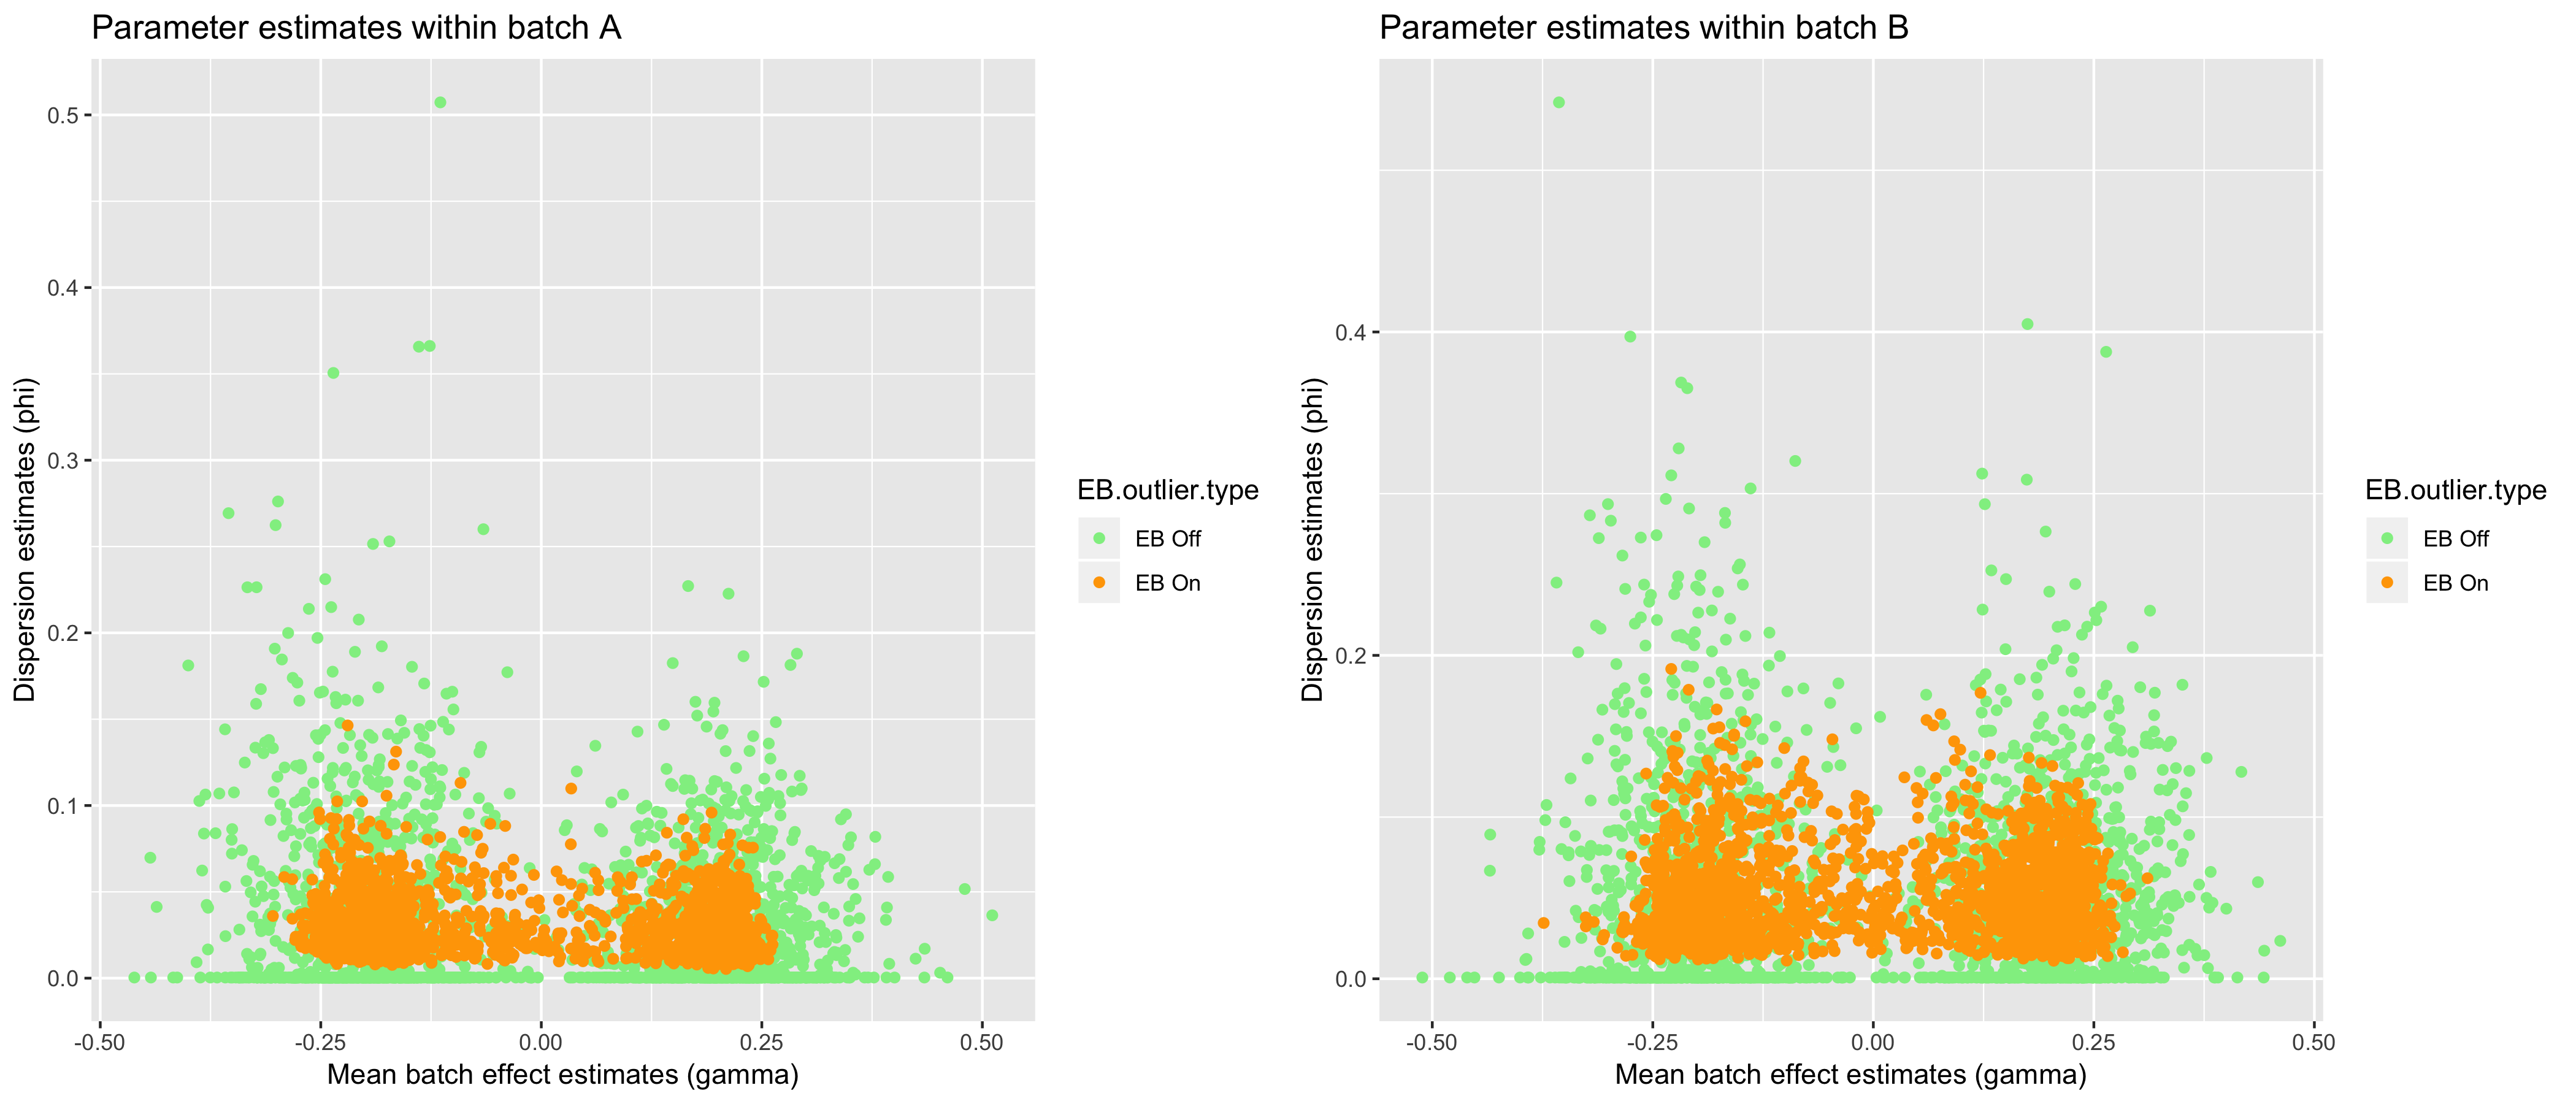 Parameter estimates within batch A
Dispersion estimates (phi)
0.5
0.4
0.3
0.2
0.1
0.0
-0.50 -0.25 0.00 0.25 0.50
Mean batch effect estimates (gamma)
EB.outlier.type
EB Off
EB On
Parameter estimates within batch B
Dispersion estimates (phi)
0.4
0.2
0.0
-0.50 -0.25 0.00 0.25 0.50
Mean batch effect estimates (gamma)
EB.outlier.type
EB Off
EB On